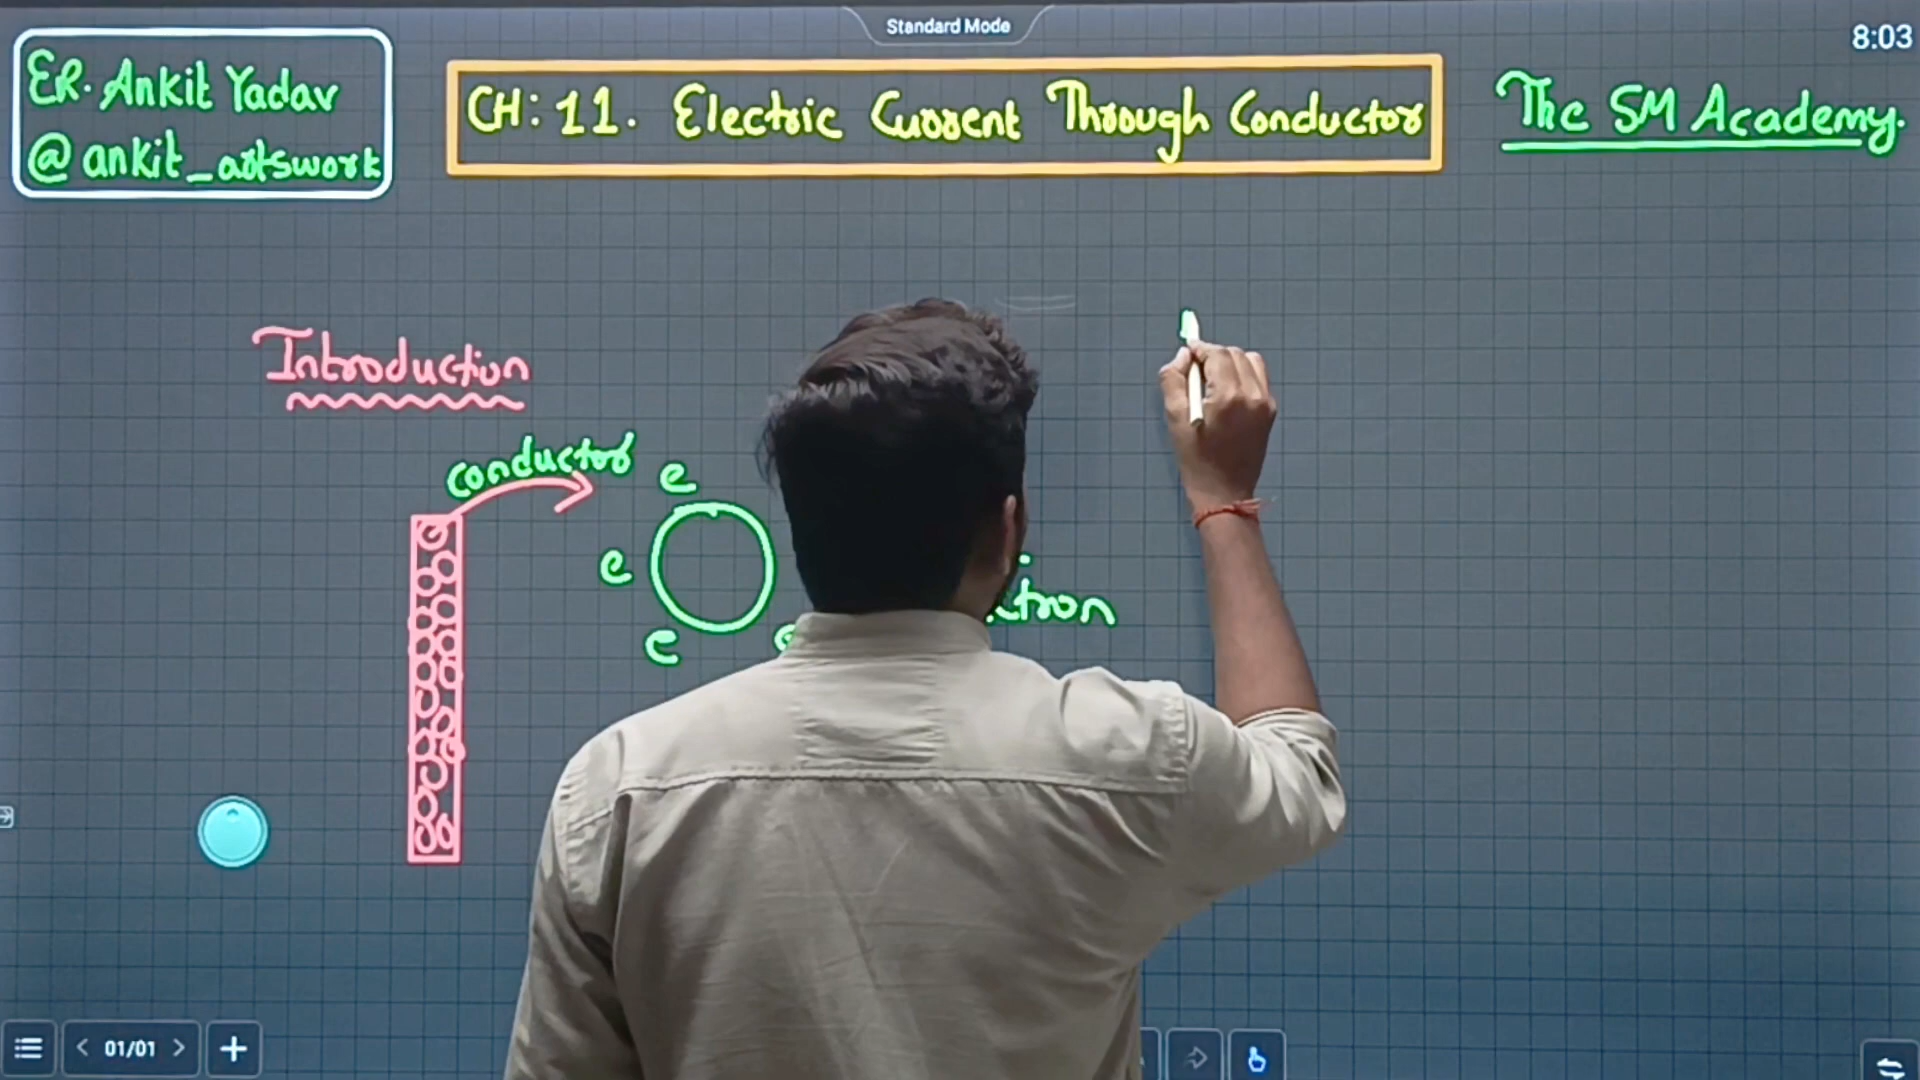 Standard Mode
8:03
ER. Ankit Yadav
@ankit_artswork
CH: 11. Electric Current Through Conductor
The SM Academy.
Introduction
conductor
e
e
e
01/01